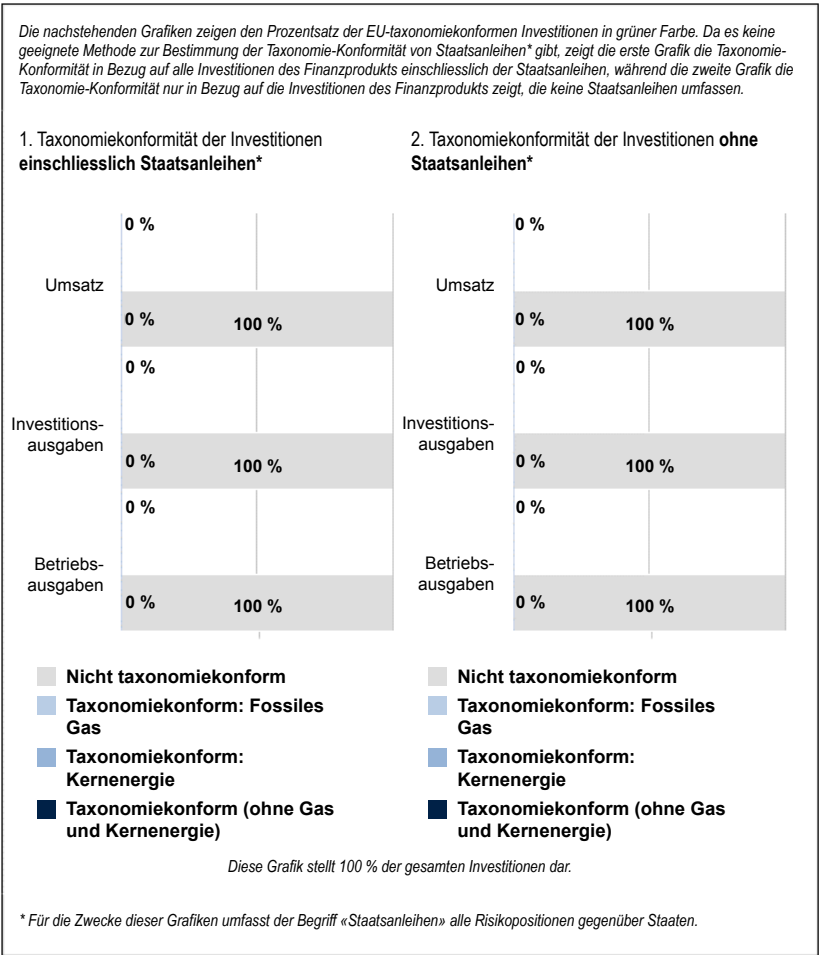 Die nachstehenden Grafiken zeigen den Prozentsatz der EU-taxonomiekonformen Investitionen in grüner Farbe. Da es keine
geeignete Methode zur Bestimmung der Taxonomie-Konformität von Staatsanleihen* gibt, zeigt die erste Grafik die Taxonomie-
Konformität in Bezug auf alle Investitionen des Finanzprodukts einschliesslich der Staatsanleihen, während die zweite Grafik die
Taxonomie-Konformität nur in Bezug auf die Investitionen des Finanzprodukts zeigt, die keine Staatsanleihen umfassen.
1. Taxonomiekonformität der Investitionen
einschliesslich Staatsanleihen*
0 %
Umsatz
0 % 100 %
0 %
Investitions-
ausgaben
0 % 100 %
0 %
Betriebs-
ausgaben
0 % 100 %
Nicht taxonomiekonform
Taxonomiekonform: Fossiles
Gas
Taxonomiekonform:
Kernenergie
Taxonomiekonform (ohne Gas
und Kernenergie)
2. Taxonomiekonformität der Investitionen ohne
Staatsanleihen*
0 %
Umsatz
0 % 100 %
0 %
Investitions-
ausgaben
0 % 100 %
0 %
Betriebs-
ausgaben
0 % 100 %
Nicht taxonomiekonform
Taxonomiekonform: Fossiles
Gas
Taxonomiekonform:
Kernenergie
Taxonomiekonform (ohne Gas
und Kernenergie)
Diese Grafik stellt 100 % der gesamten Investitionen dar.
* Für die Zwecke dieser Grafiken umfasst der Begriff «Staatsanleihen» alle Risikopositionen gegenüber Staaten.